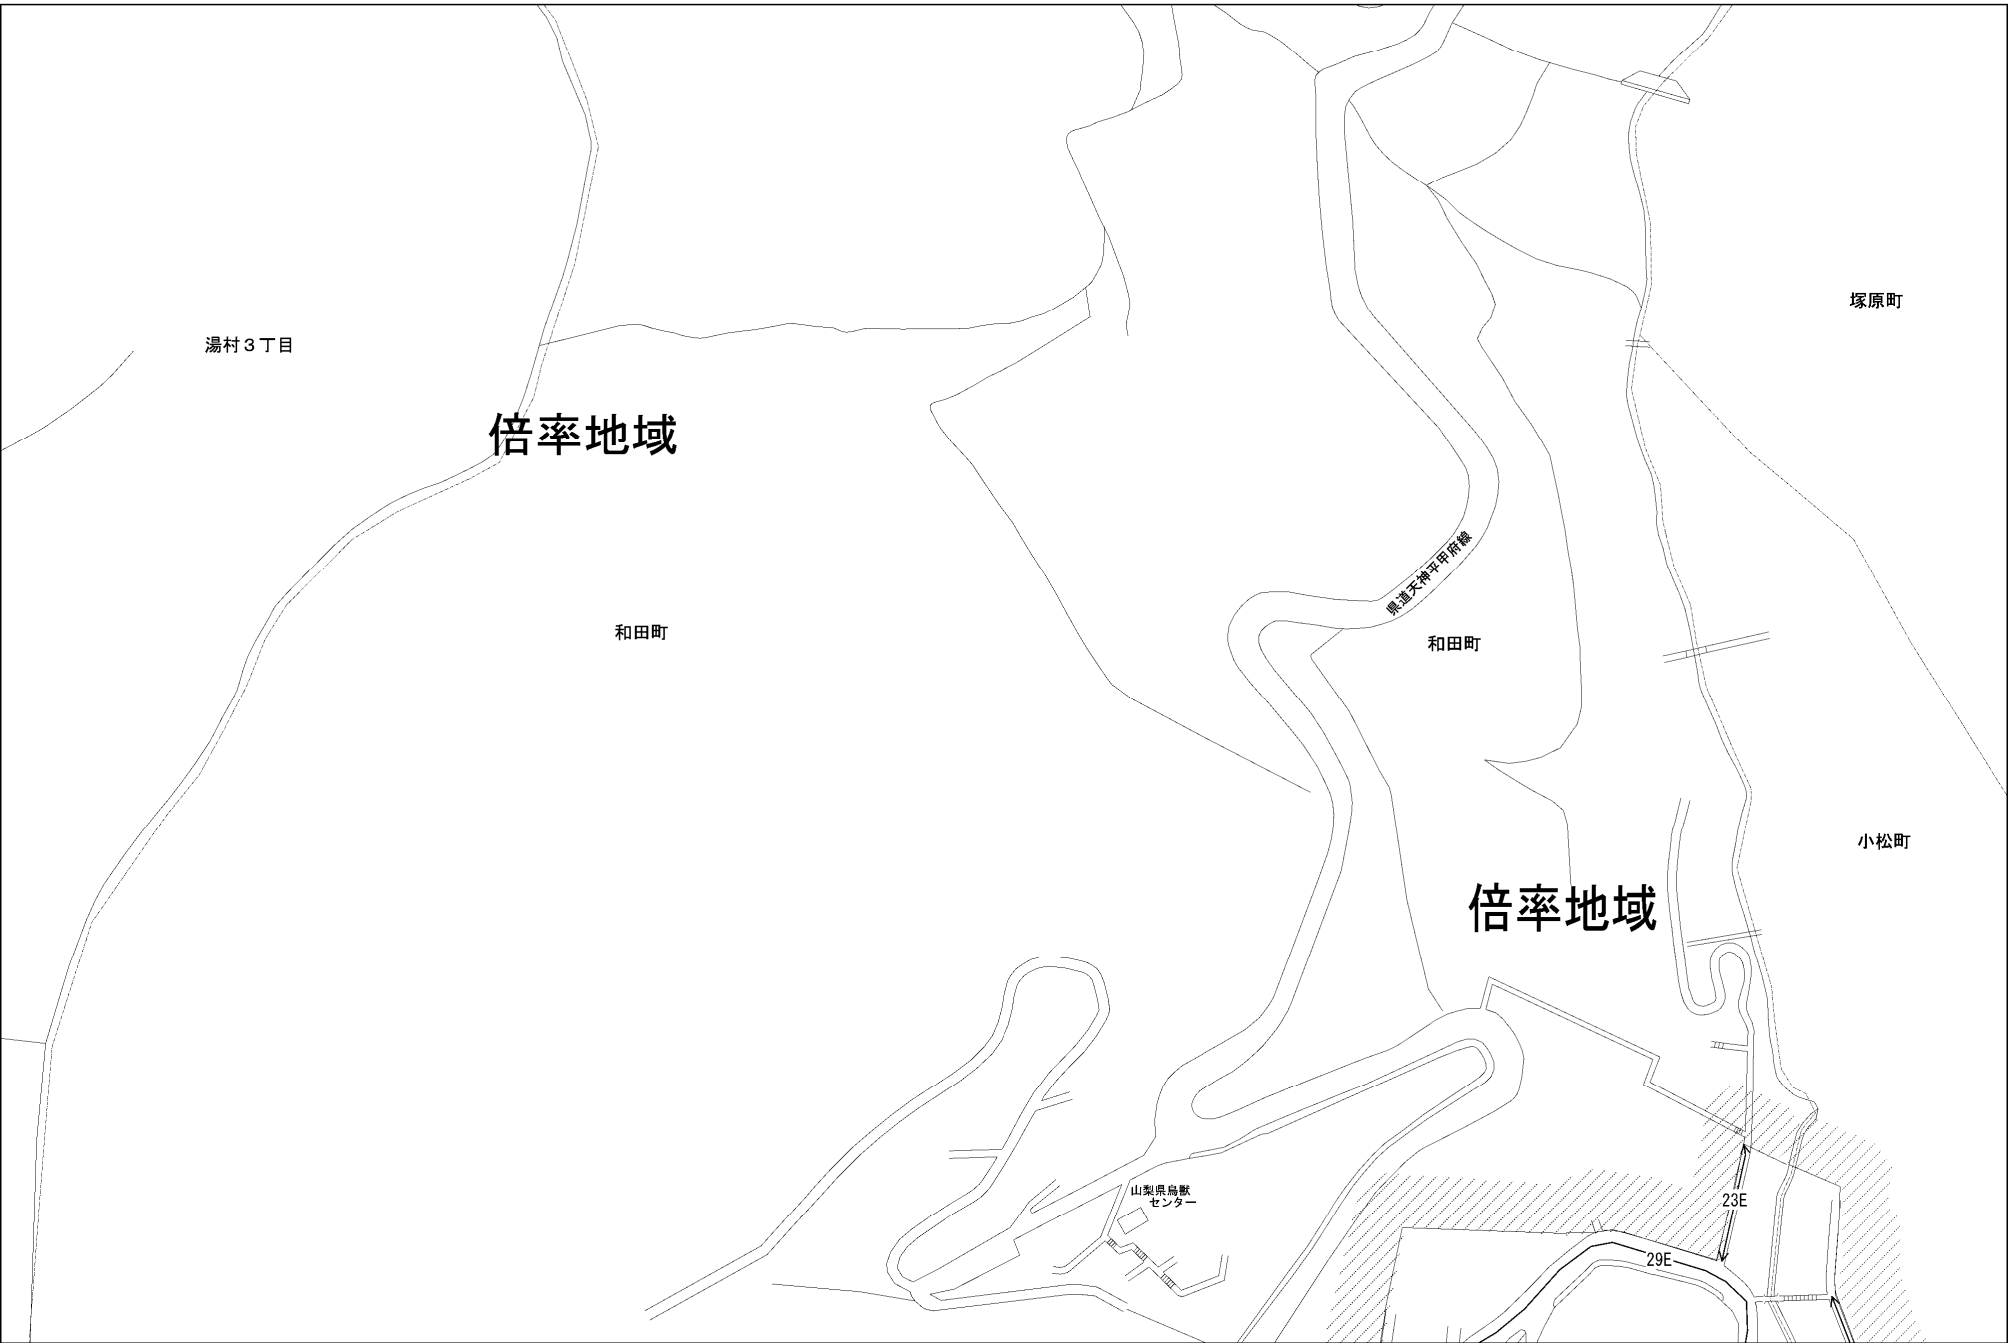 塚原町
湯村３丁目
倍率地域
県道天神平甲府線
和田町
和田町
小松町
倍率地域
山梨県鳥獣
センター
23E
29E